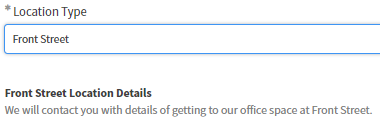 * Location Type
Front Street
Front Street Location Details
We will contact you with details of getting to our office space at Front Street.